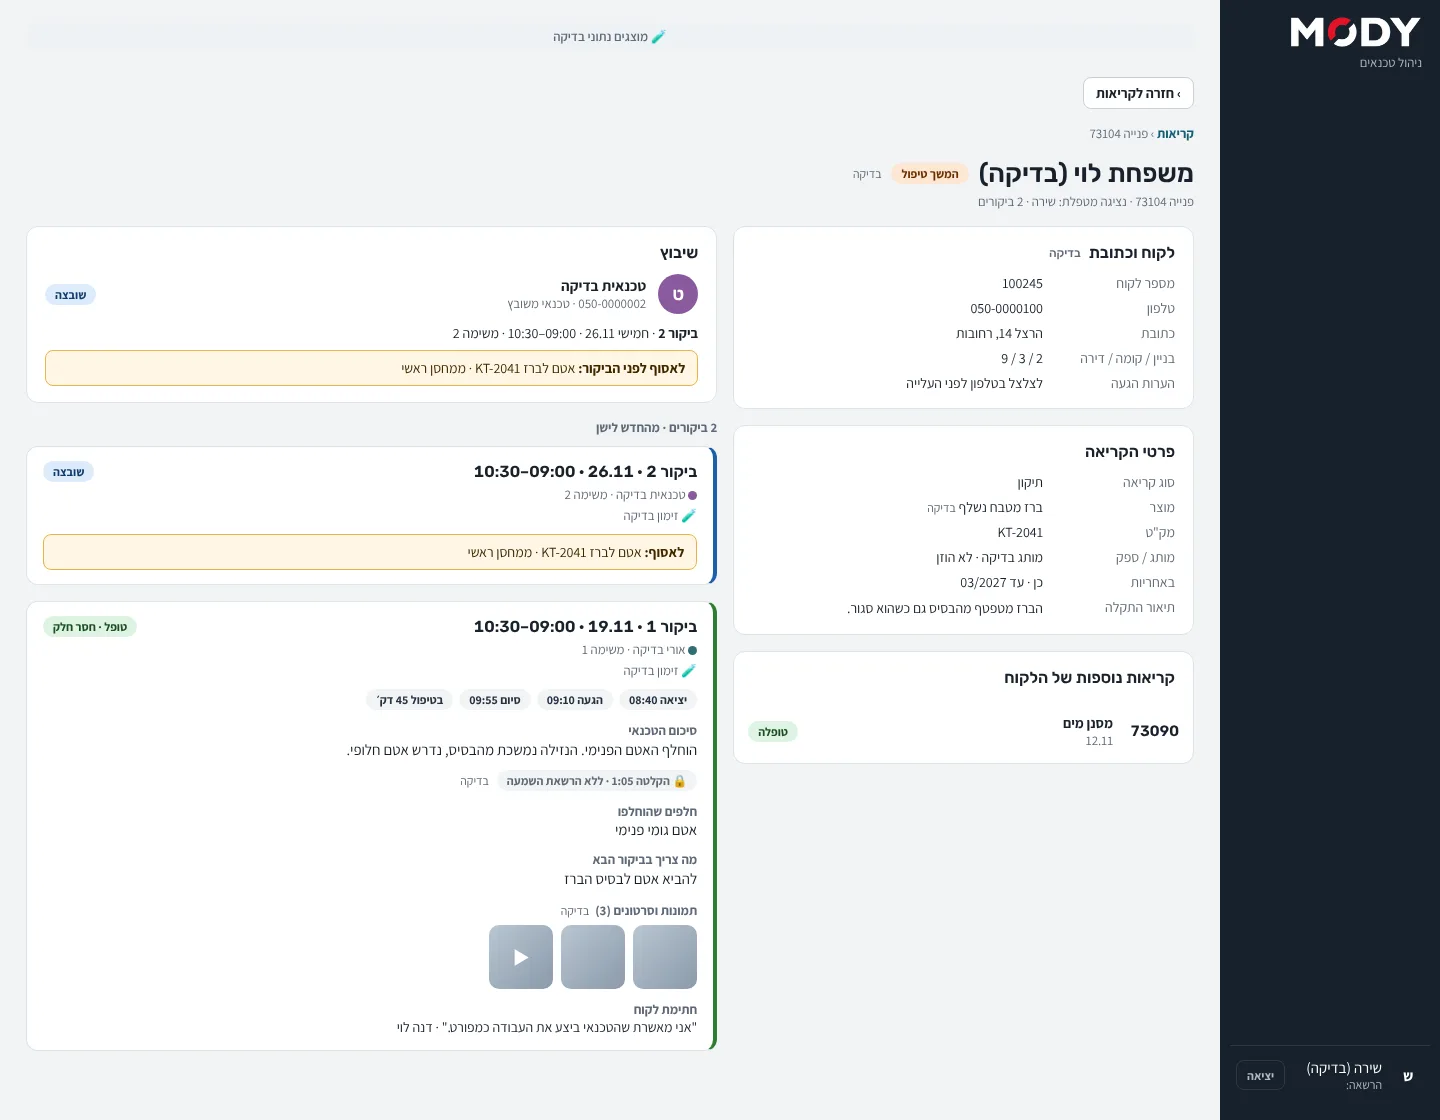 MODY
ניהול טכנאים
🧪 מוצגים נתוני בדיקה
› חזרה לקריאות
קריאות › פנייה 73104
משפחת לוי (בדיקה) המשך טיפול בדיקה
פנייה 73104 · נציגה מטפלת: שירה · 2 ביקורים
לקוח וכתובת בדיקה
מספר לקוח 100245
טלפון 050-0000100
כתובת הרצל 14, רחובות
בניין / קומה / דירה 2 / 3 / 9
הערות הגעה לצלצל בטלפון לפני העלייה
פרטי הקריאה
סוג קריאה תיקון
מוצר ברז מטבח נשלף בדיקה
מק"ט KT-2041
מותג / ספק מותג בדיקה · לא הוזן
באחריות כן · עד 03/2027
תיאור התקלה הברז מטפטף מהבסיס גם כשהוא סגור.
קריאות נוספות של הלקוח
73090 מסנן מים טופלה
12.11
שיבוץ
ט טכנאית בדיקה שובצה
050-0000002 · טכנאי משובץ
ביקור 2 · חמישי 26.11 · 09:00–10:30 · משימה 2
לאסוף לפני הביקור: אטם לברז KT-2041 · ממחסן ראשי
2 ביקורים · מהחדש לישן
ביקור 2 · 26.11 · 09:00–10:30 שובצה
טכנאית בדיקה · משימה 2
🧪 זימון בדיקה
לאסוף: אטם לברז KT-2041 · ממחסן ראשי
ביקור 1 · 19.11 · 09:00–10:30 טופל · חסר חלק
אורי בדיקה · משימה 1
🧪 זימון בדיקה
יציאה 08:40 הגעה 09:10 סיום 09:55 בטיפול 45 דק׳
סיכום הטכנאי
הוחלף האטם הפנימי. הנזילה נמשכת מהבסיס, נדרש אטם חלופי.
🔒 הקלטה 1:05 · ללא הרשאת השמעה בדיקה
חלפים שהוחלפו
אטם גומי פנימי
מה צריך בביקור הבא
להביא אטם לבסיס הברז
תמונות וסרטונים (3) בדיקה
חתימת לקוח
"אני מאשרת שהטכנאי ביצע את העבודה כמפורט." · דנה לוי
ש שירה (בדיקה) יציאה
הרשאה: